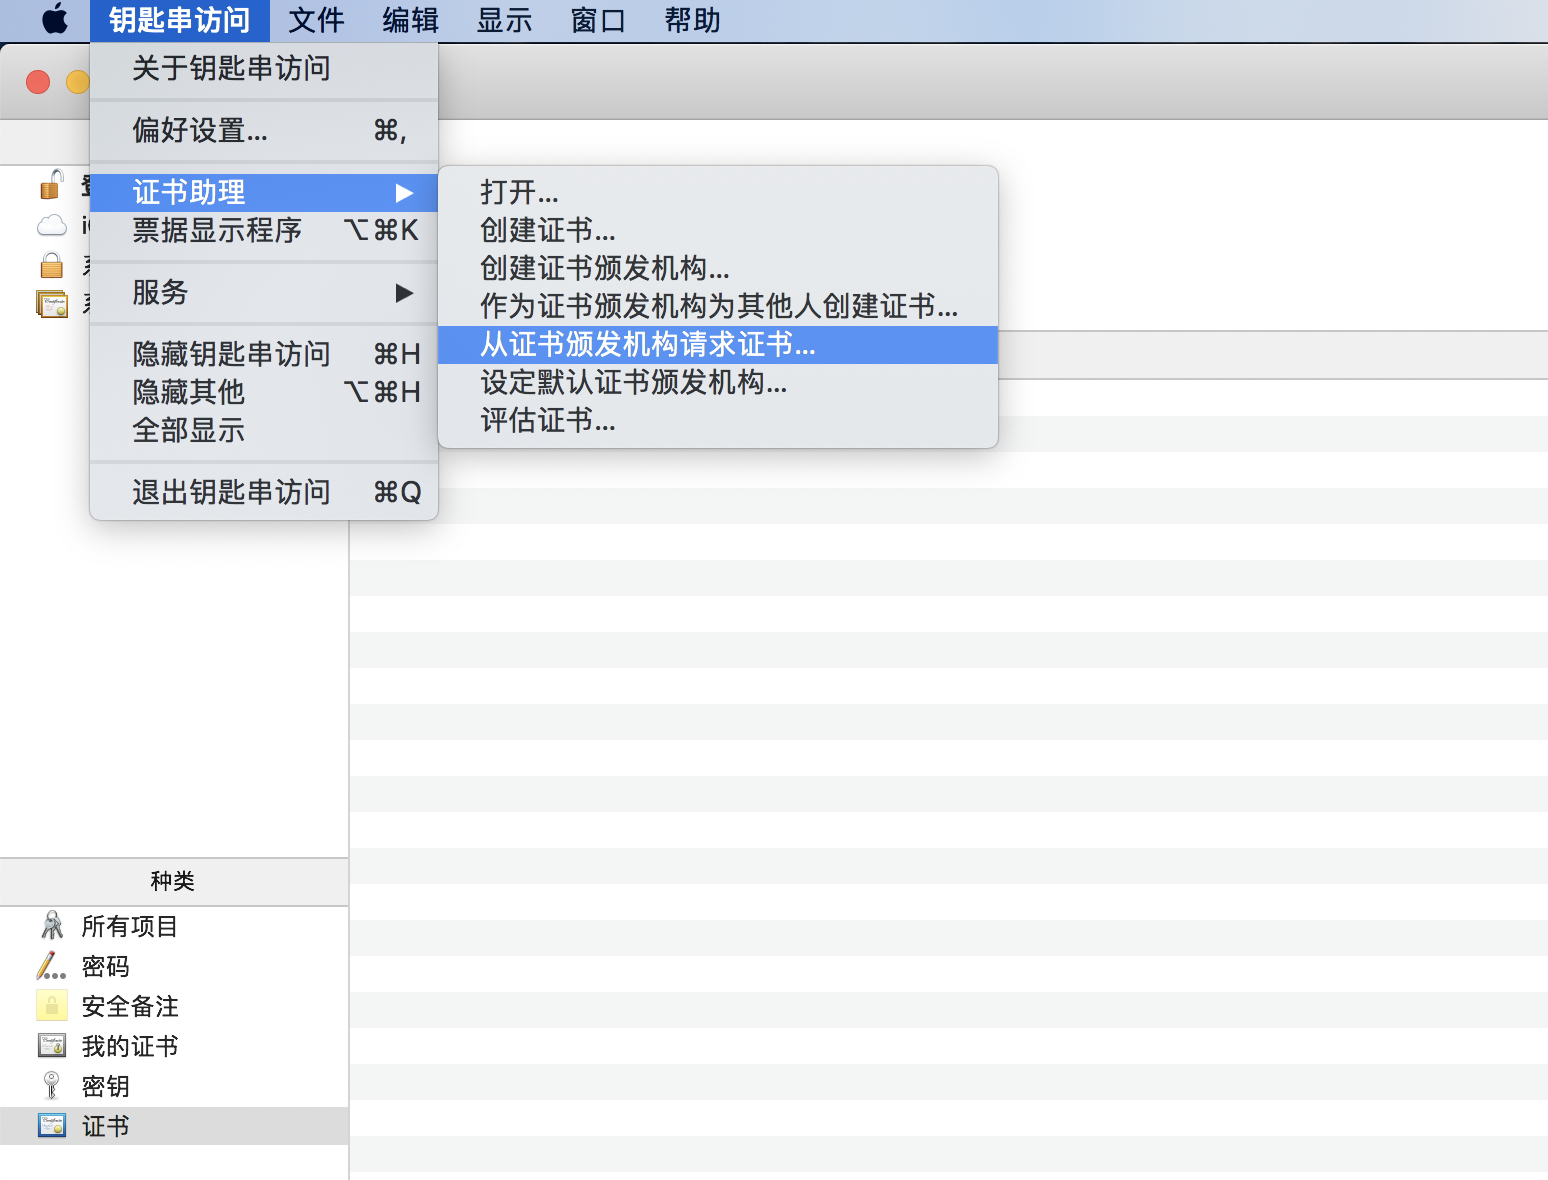 钥匙串访问 文件 编辑 显示 窗口 帮助
关于钥匙串访问
偏好设置... ⌘,
证书助理 ▶
票据显示程序 ⌥⌘K
服务 ▶
隐藏钥匙串访问 ⌘H
隐藏其他 ⌥⌘H
全部显示
退出钥匙串访问 ⌘Q
打开...
创建证书...
创建证书颁发机构...
作为证书颁发机构为其他人创建证书...
从证书颁发机构请求证书...
设定默认证书颁发机构...
评估证书...
种类
所有项目
密码
安全备注
我的证书
密钥
证书